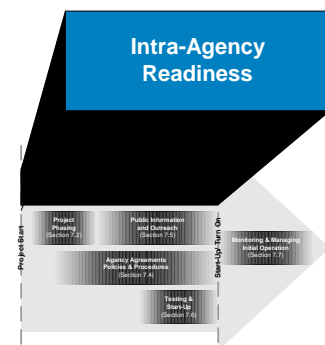 Intra-Agency
Readiness
Project Start
Project
Phasing
(Section 7.2)
Public Information
and Outreach
(Section 7.5)
Agency Agreements
Policies & Procedures
(Section 7.4)
Testing &
Start-Up
(Section 7.6)
Start-Up/ Turn On
Monitoring & Managing
Initial Operation
(Section 7.7)